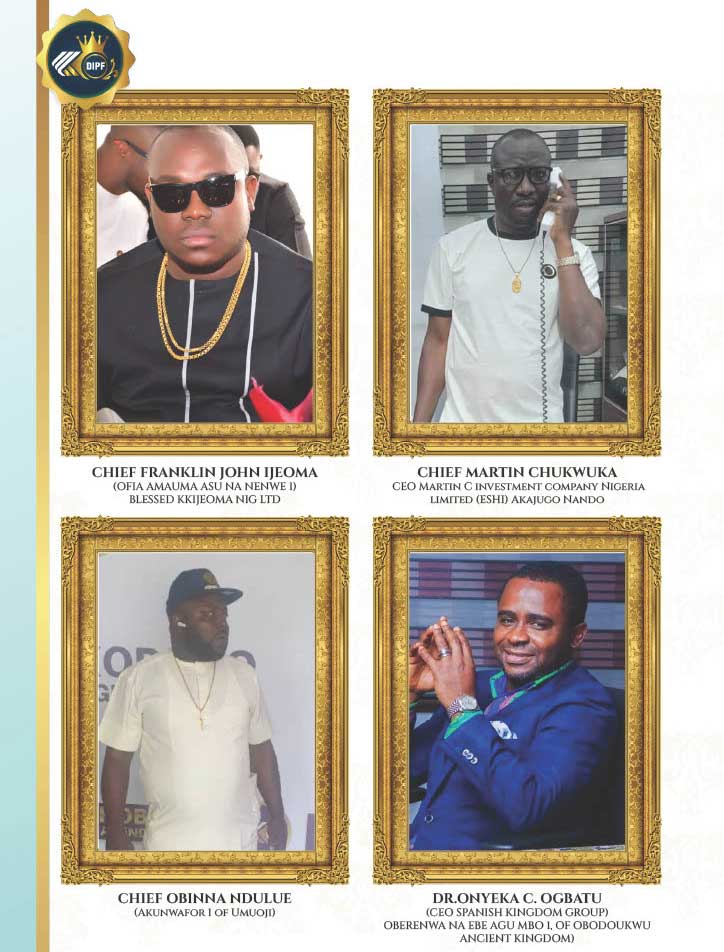 DIPF
CHIEF FRANKLIN JOHN IJEOMA
(OFIA AMAUMA ASU NA NENWE 1)
BLESSED KKIJEOMA NIG LTD
CHIEF MARTIN CHUKWUKA
CEO MARTIN C INVESTMENT COMPANY NIGERIA
LIMITED (ESHI) AKAJUGO NANDO
CHIEF OBINNA NDULUE
(AKUNWAFOR I OF UMUOJI)
DR.ONYEKA C. OGBATU
(CEO SPANISH KINGDOM GROUP)
OBERENWA NA EBE AGU MBO 1, OF OBODOUKWU
ANCIENT KINGDOM)